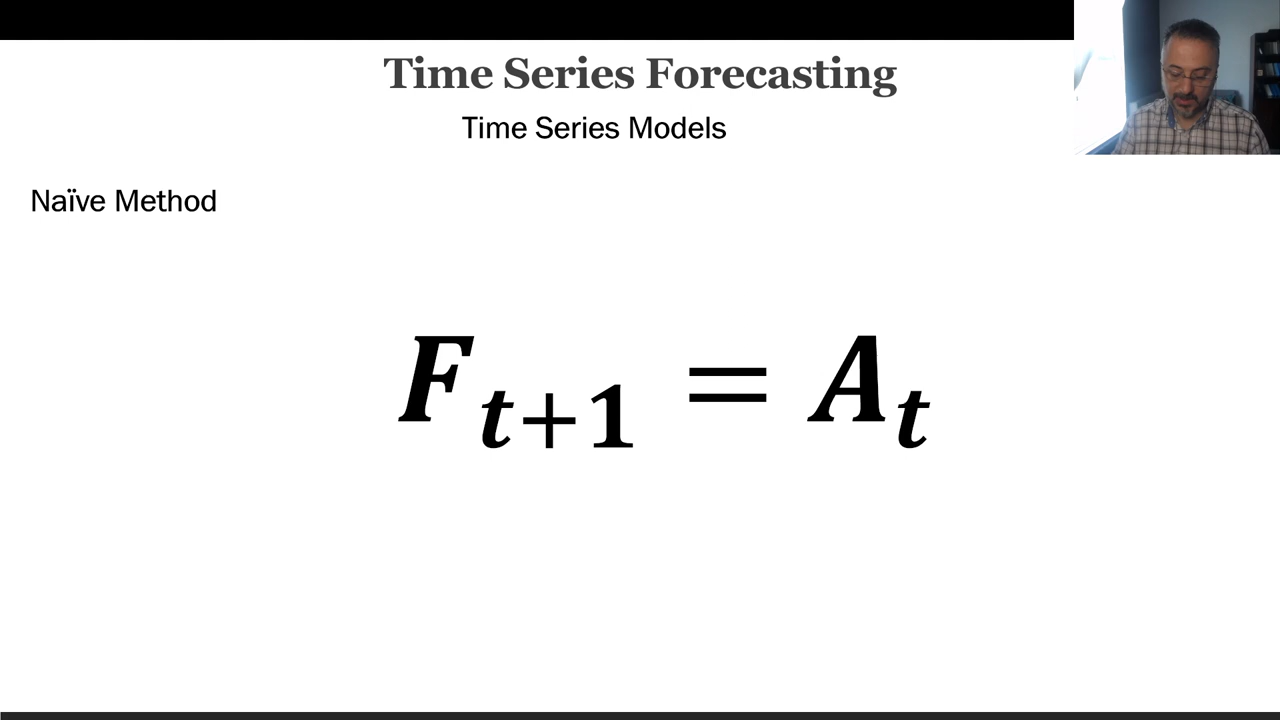 Time Series Forecasting
Time Series Models
Naïve Method
F_{t+1} = A_t